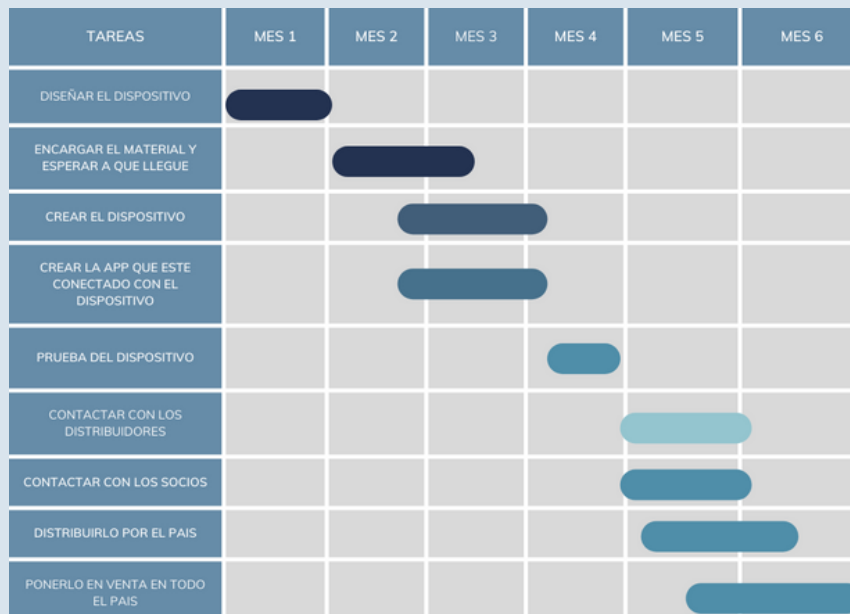 TAREAS
MES 1
MES 2
MES 3
MES 4
MES 5
MES 6
DISEÑAR EL DISPOSITIVO
ENCARGAR EL MATERIAL Y
ESPERAR A QUE LLEGUE
CREAR EL DISPOSITIVO
CREAR LA APP QUE ESTE
CONECTADO CON EL
DISPOSITIVO
PRUEBA DEL DISPOSITIVO
CONTACTAR CON LOS
DISTRIBUIDORES
CONTACTAR CON LOS SOCIOS
DISTRIBUIRLO POR EL PAIS
PONERLO EN VENTA EN TODO
EL PAIS